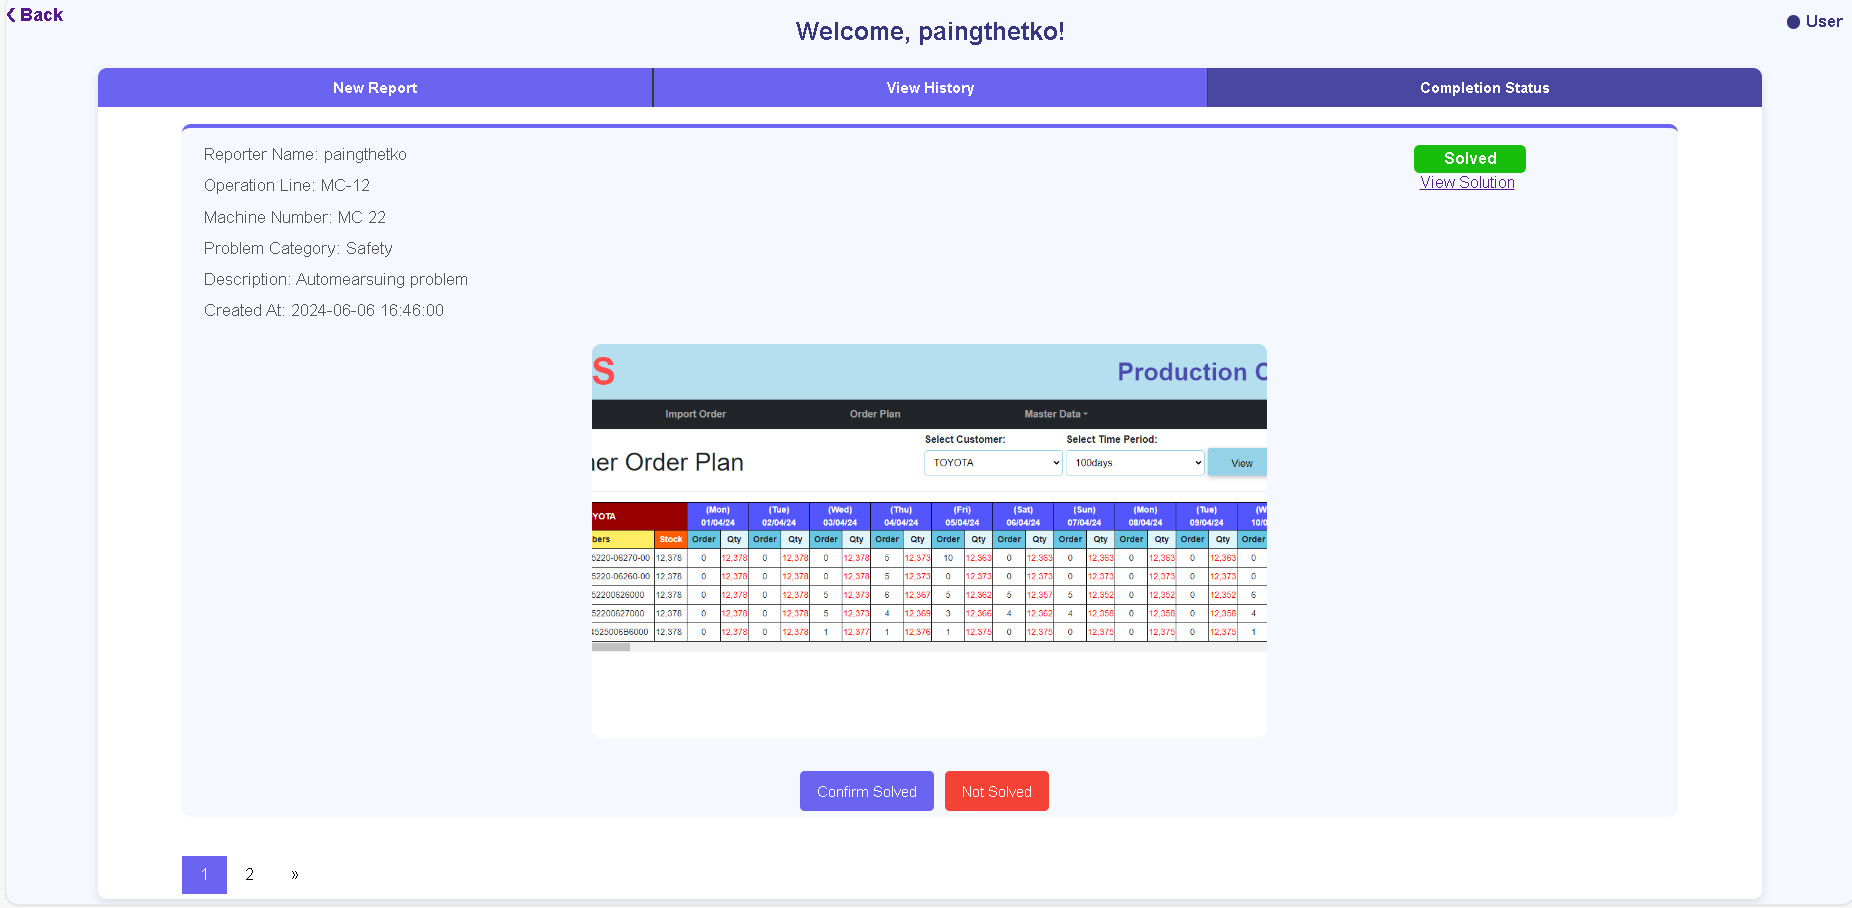 Back
Welcome, paingthetko!
User
New Report View History Completion Status
Reporter Name: paingthetko
Solved
View Solution
Operation Line: MC-12
Machine Number: MC 22
Problem Category: Safety
Description: Automearsuing problem
Created At: 2024-06-06 16:46:00
S Production C
Import Order Order Plan Master Data
Select Customer: Select Time Period:
ner Order Plan TOYOTA 100days View
YOTA (Mon) (Tue) (Wed) (Thu) (Fri) (Sat) (Sun) (Mon) (Tue) (W
01/04/24 02/04/24 03/04/24 04/04/24 05/04/24 06/04/24 07/04/24 08/04/24 09/04/24 10/0
bers Stock Order Qty Order Qty Order Qty Order Qty Order Qty Order Qty Order Qty Order Qty Order Qty Order
5220-06270-00 12,378 0 12,378 0 12,378 0 12,378 5 12,373 10 12,363 0 12,363 0 12,363 0 12,363 0 12,363 0
5220-06260-00 12,378 0 12,378 0 12,378 0 12,378 5 12,373 0 12,373 0 12,373 0 12,373 0 12,373 0 12,373 0
52200626000 12,378 0 12,378 0 12,378 5 12,373 6 12,367 5 12,362 5 12,357 5 12,352 0 12,352 0 12,352 6
52200627000 12,378 0 12,378 0 12,378 5 12,373 4 12,369 3 12,366 4 12,362 4 12,358 0 12,358 0 12,358 4
4525006B6000 12,378 0 12,378 0 12,378 1 12,377 1 12,376 1 12,375 0 12,375 0 12,375 0 12,375 0 12,375 1
Confirm Solved Not Solved
1 2 »